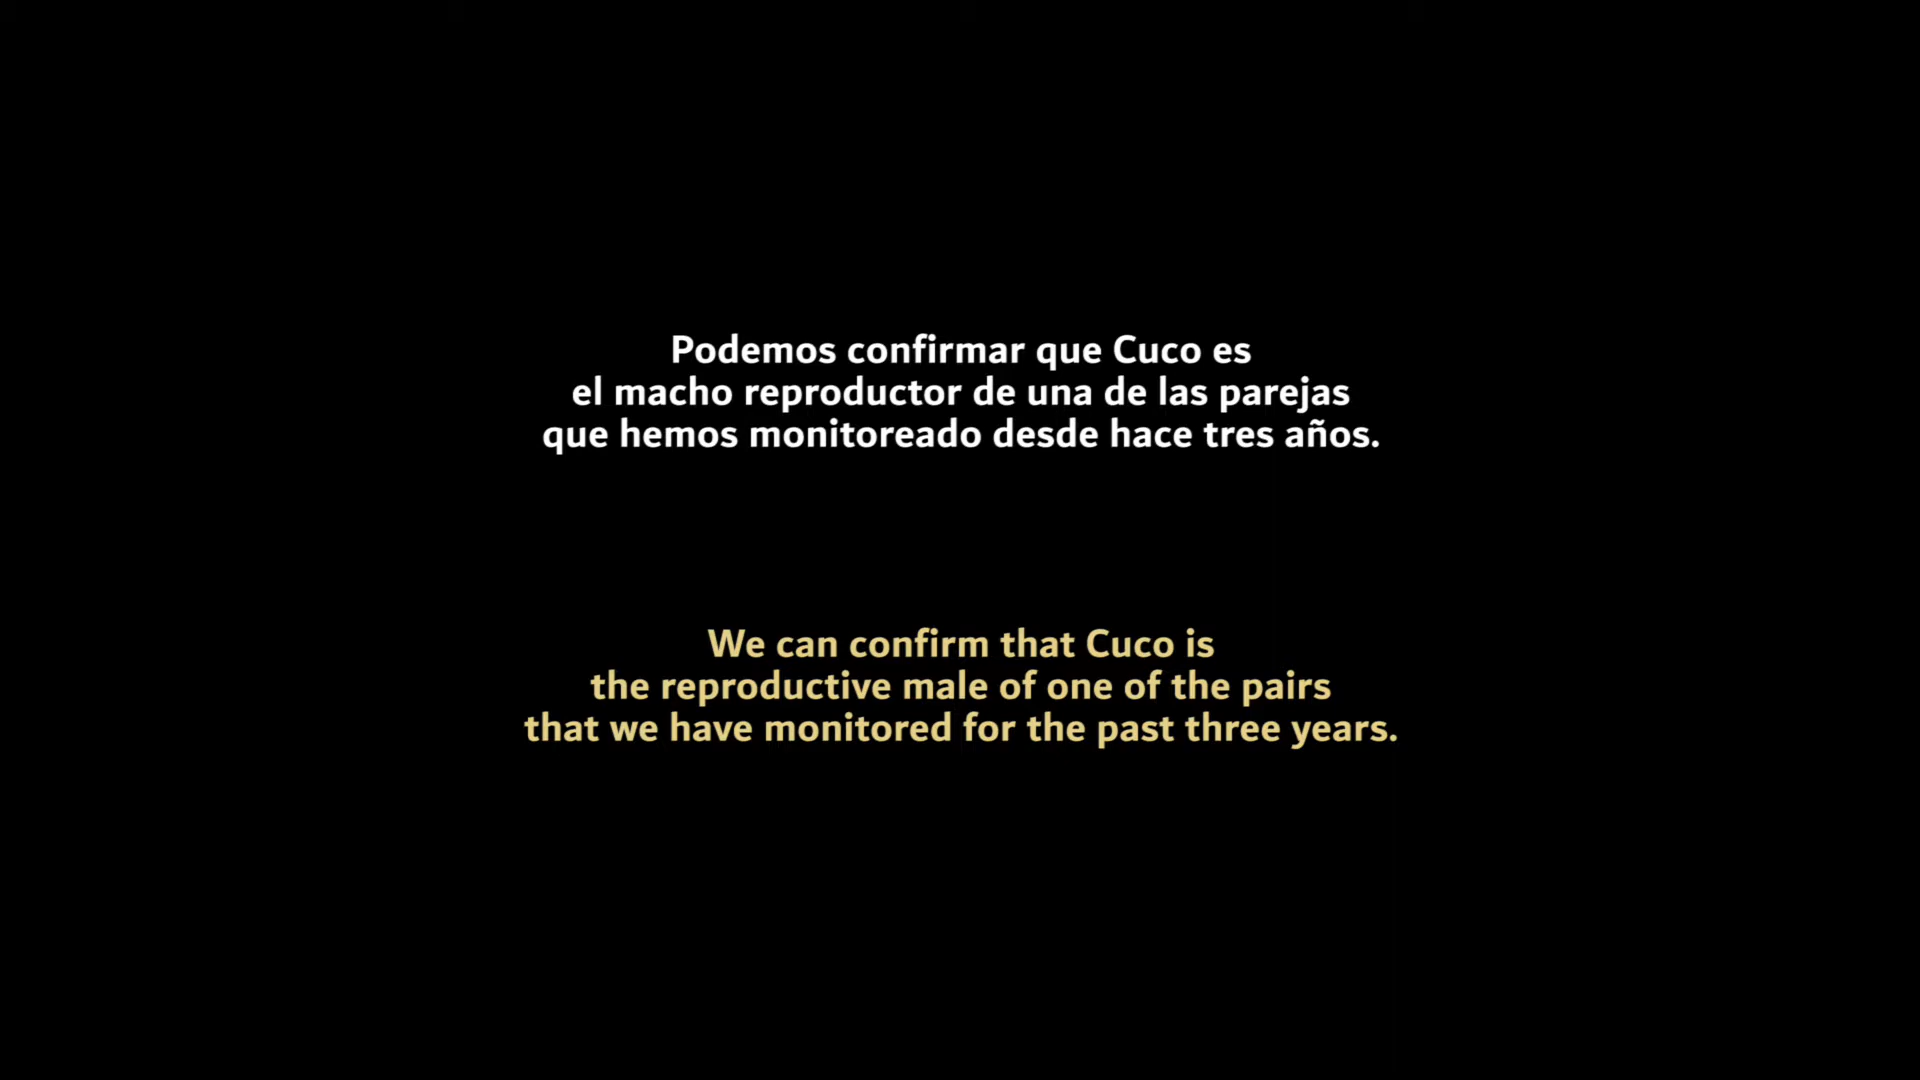 Podemos confirmar que Cuco es
el macho reproductor de una de las parejas
que hemos monitoreado desde hace tres años.
We can confirm that Cuco is
the reproductive male of one of the pairs
that we have monitored for the past three years.